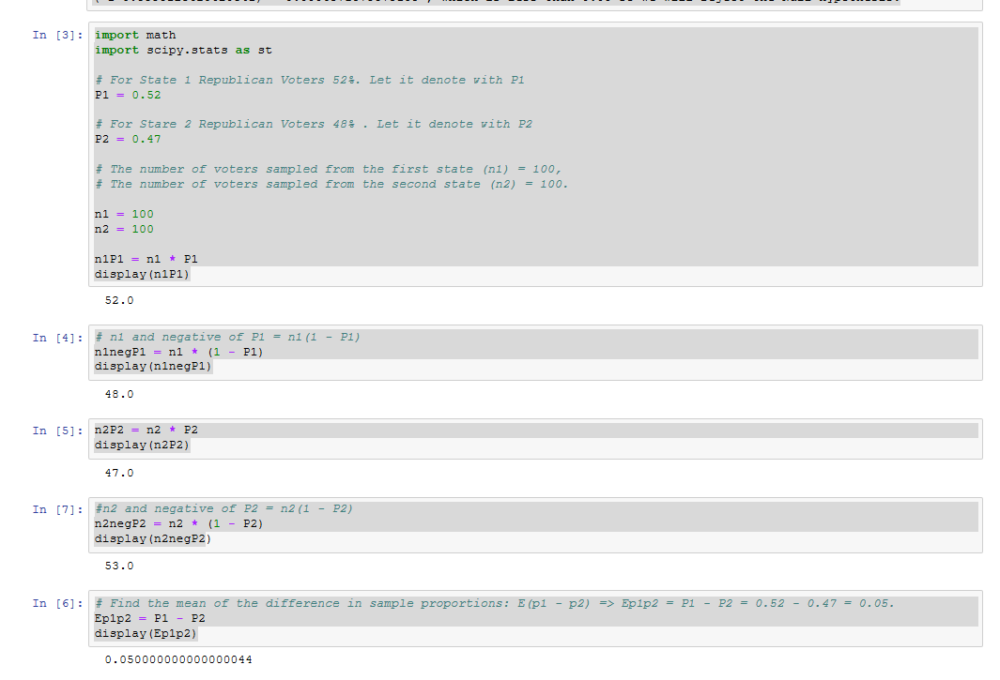 In [3]:
import math
import scipy.stats as st
# For State 1 Republican Voters 52%. Let it denote with P1
P1 = 0.52
# For Stare 2 Republican Voters 48% . Let it denote with P2
P2 = 0.47
# The number of voters sampled from the first state (n1) = 100,
# The number of voters sampled from the second state (n2) = 100.
n1 = 100
n2 = 100
n1P1 = n1 * P1
display(n1P1)
52.0
In [4]:
# n1 and negative of P1 = n1(1 - P1)
n1negP1 = n1 * (1 - P1)
display(n1negP1)
48.0
In [5]:
n2P2 = n2 * P2
display(n2P2)
47.0
In [7]:
#n2 and negative of P2 = n2(1 - P2)
n2negP2 = n2 * (1 - P2)
display(n2negP2)
53.0
In [6]:
# Find the mean of the difference in sample proportions: E(p1 - p2) => Ep1p2 = P1 - P2 = 0.52 - 0.47 = 0.05.
Ep1p2 = P1 - P2
display(Ep1p2)
0.050000000000000044